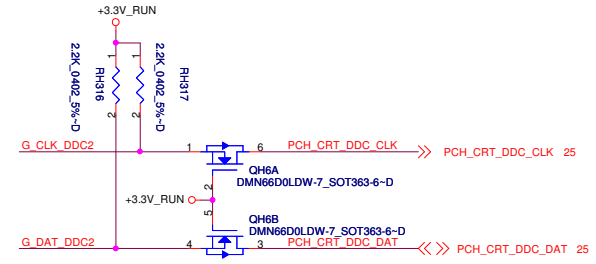 +3.3V_RUN
2.2K_0402_5%~D
RH316
2.2K_0402_5%~D
RH317
1
1
2
2
G_CLK_DDC2
1
6
PCH_CRT_DDC_CLK
PCH_CRT_DDC_CLK 25
QH6A
DMN66D0LDW-7_SOT363-6~D
2
+3.3V_RUN
5
QH6B
DMN66D0LDW-7_SOT363-6~D
G_DAT_DDC2
4
3
PCH_CRT_DDC_DAT
PCH_CRT_DDC_DAT 25